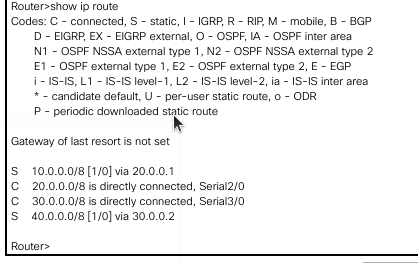 Router>show ip route
Codes: C - connected, S - static, I - IGRP, R - RIP, M - mobile, B - BGP
D - EIGRP, EX - EIGRP external, O - OSPF, IA - OSPF inter area
N1 - OSPF NSSA external type 1, N2 - OSPF NSSA external type 2
E1 - OSPF external type 1, E2 - OSPF external type 2, E - EGP
i - IS-IS, L1 - IS-IS level-1, L2 - IS-IS level-2, ia - IS-IS inter area
* - candidate default, U - per-user static route, o - ODR
P - periodic downloaded static route
Gateway of last resort is not set
S 10.0.0.0/8 [1/0] via 20.0.0.1
C 20.0.0.0/8 is directly connected, Serial2/0
C 30.0.0.0/8 is directly connected, Serial3/0
S 40.0.0.0/8 [1/0] via 30.0.0.2
Router>